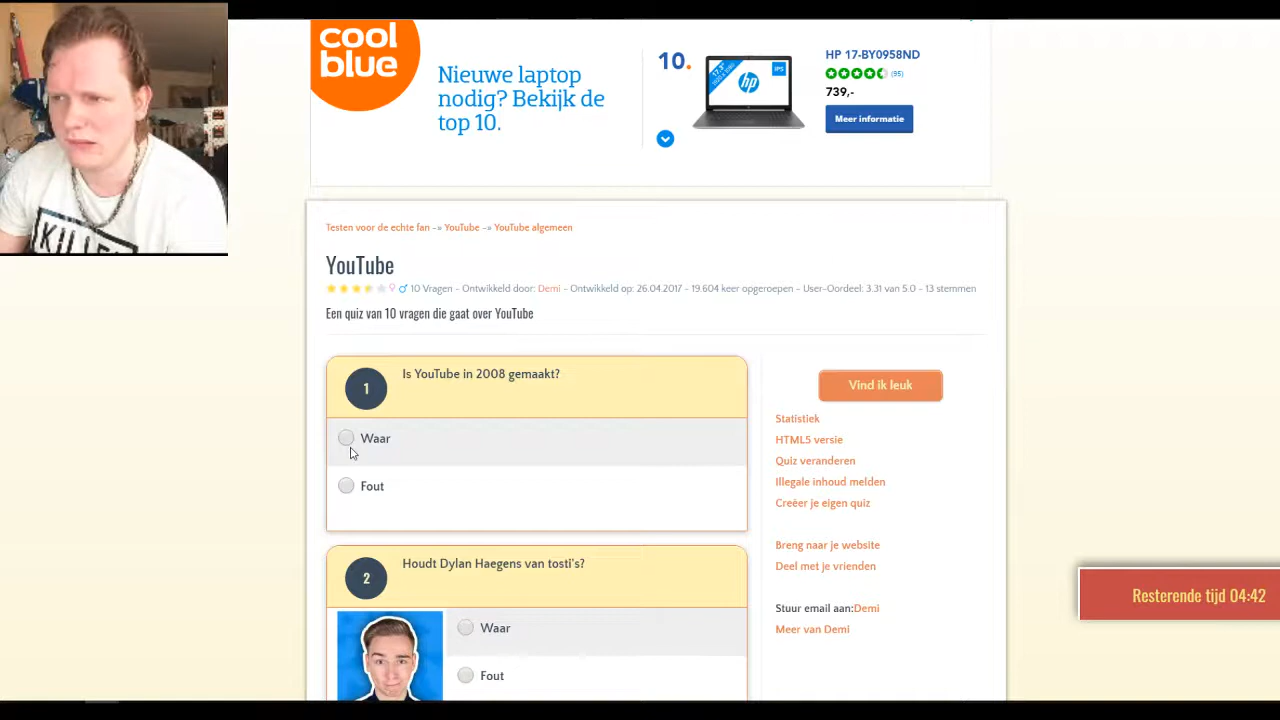 cool
blue
Nieuwe laptop
nodig? Bekijk de
top 10.
10.
HP 17-BY0958ND
(95)
739,-
Meer informatie
Testen voor de echte fan -» YouTube -» YouTube algemeen
YouTube
10 Vragen - Ontwikkeld door: Demi - Ontwikkeld op: 26.04.2017 - 19.604 keer opgeroepen - User-Oordeel: 3.31 van 5.0 - 13 stemmen
Een quiz van 10 vragen die gaat over YouTube
1
Is YouTube in 2008 gemaakt?
Waar
Fout
2
Houdt Dylan Haegens van tosti's?
Waar
Fout
Vind ik leuk
Statistiek
HTML5 versie
Quiz veranderen
Illegale inhoud melden
Creëer je eigen quiz
Breng naar je website
Deel met je vrienden
Stuur email aan:Demi
Meer van Demi
Resterende tijd 04:42